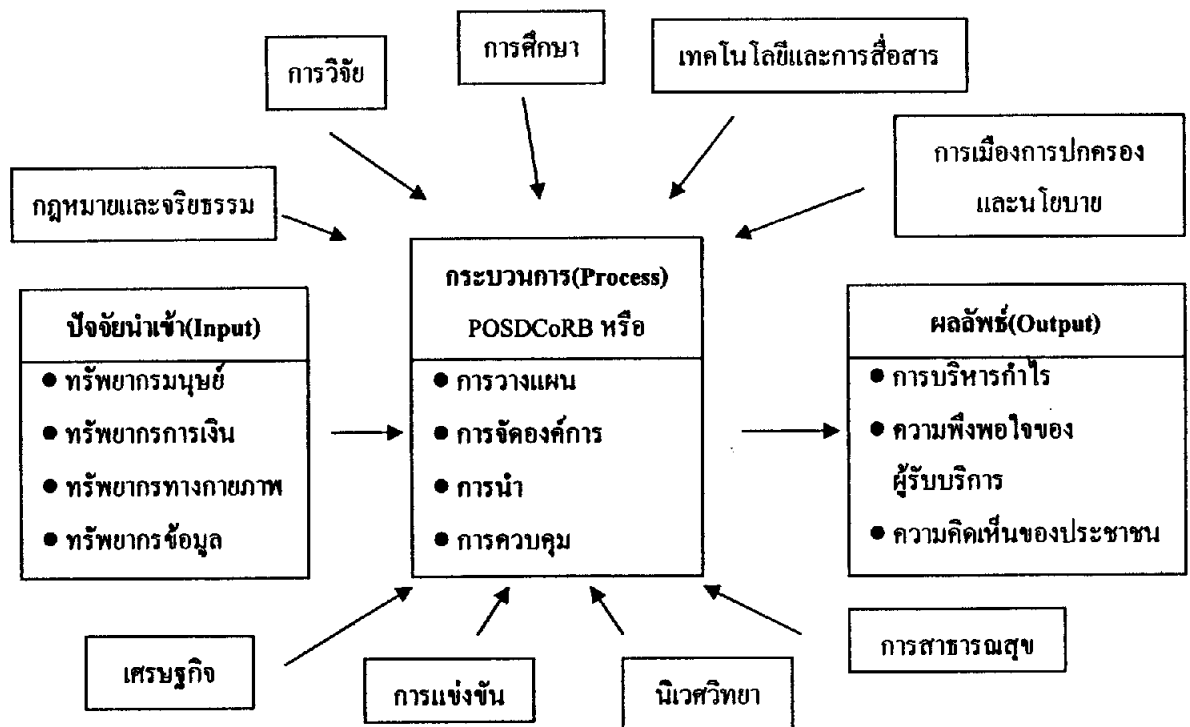 การศึกษา
เทคโนโลยีและการสื่อสาร
การวิจัย
การเมืองการปกครอง
และนโยบาย
กฎหมายและจริยธรรม
ปัจจัยนำเข้า(Input)
● ทรัพยากรมนุษย์
● ทรัพยากรการเงิน
● ทรัพยากรทางกายภาพ
● ทรัพยากรข้อมูล
กระบวนการ(Process)
POSDCoRB หรือ
● การวางแผน
● การจัดองค์การ
● การนำ
● การควบคุม
ผลลัพธ์(Output)
● การบริหารกำไร
● ความพึงพอใจของ
ผู้รับบริการ
● ความคิดเห็นของประชาชน
เศรษฐกิจ
การแข่งขัน
นิเวศวิทยา
การสาธารณสุข